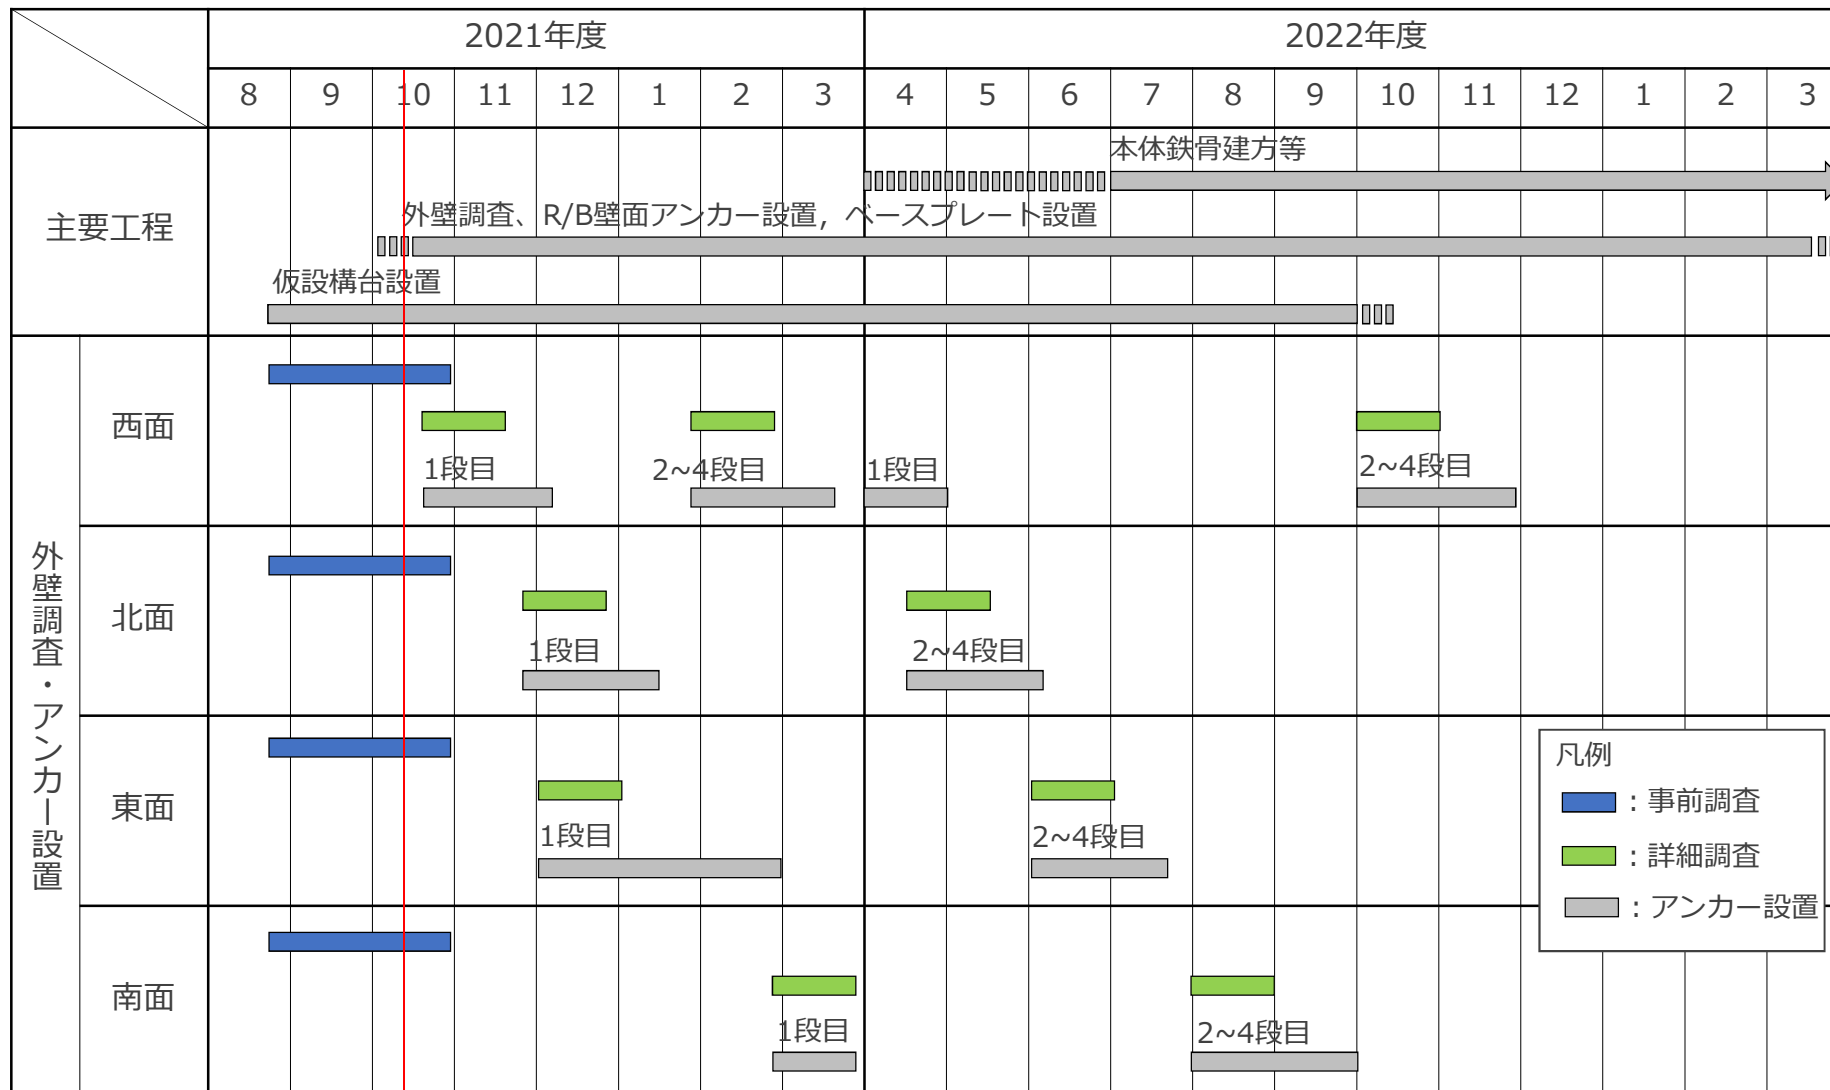 2021年度
2022年度
8 9 10 11 12 1 2 3 4 5 6 7 8 9 10 11 12 1 2 3
主要工程
本体鉄骨建方等
外壁調査、R/B壁面アンカー設置，ベースプレート設置
仮設構台設置
外壁調査・アンカー設置
西面
1段目
2~4段目
1段目
2~4段目
北面
1段目
2~4段目
東面
1段目
2~4段目
南面
1段目
2~4段目
凡例
：事前調査
：詳細調査
：アンカー設置